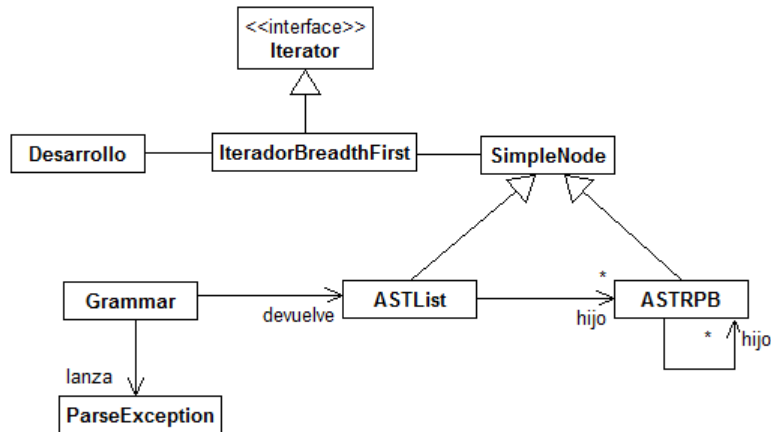 <<interface>>
Iterator
Desarrollo
IteradorBreadthFirst
SimpleNode
Grammar
devuelve
ASTList
*
hijo
ASTRPB
*
hijo
lanza
ParseException